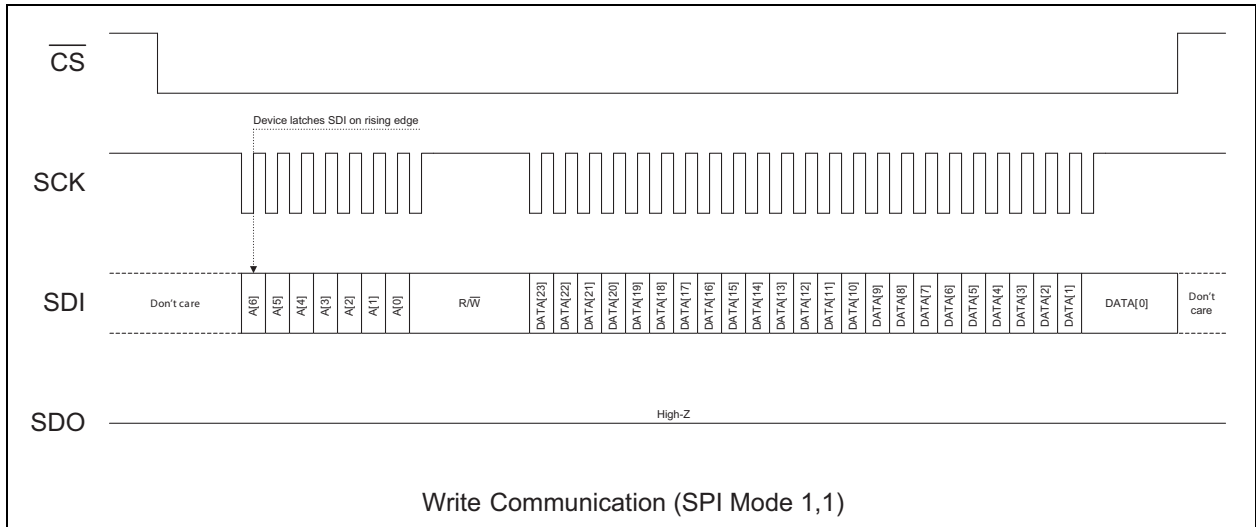 CS
Device latches SDI on rising edge
SCK
SDI
Don't care
A[6]
A[5]
A[4]
A[3]
A[2]
A[1]
A[0]
R/W
DATA[23]
DATA[22]
DATA[21]
DATA[20]
DATA[19]
DATA[18]
DATA[17]
DATA[16]
DATA[15]
DATA[14]
DATA[13]
DATA[12]
DATA[11]
DATA[10]
DATA[9]
DATA[8]
DATA[7]
DATA[6]
DATA[5]
DATA[4]
DATA[3]
DATA[2]
DATA[1]
DATA[0]
Don't
care
SDO
High-Z
Write Communication (SPI Mode 1,1)